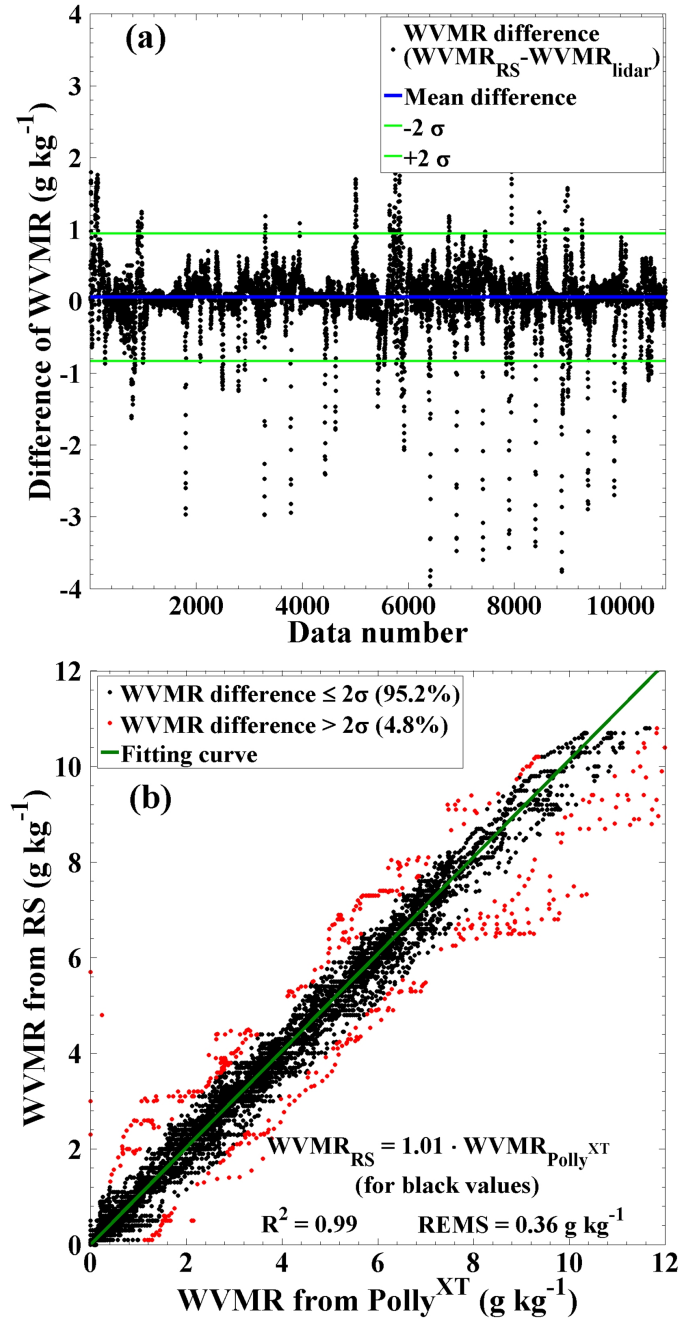 (a)
WVMR difference
(WVMR_RS-WVMR_lidar)
Mean difference
-2 σ
+2 σ
4
3
2
1
0
-1
-2
-3
-4
Difference of WVMR (g kg⁻¹)
2000 4000 6000 8000 10000
Data number
WVMR difference ≤ 2σ (95.2%)
WVMR difference > 2σ (4.8%)
Fitting curve
(b)
12
10
8
6
4
2
0
WVMR from RS (g kg⁻¹)
WVMR_RS = 1.01 · WVMR_Polly^XT
(for black values)
R² = 0.99 REMS = 0.36 g kg⁻¹
0 2 4 6 8 10 12
WVMR from Polly^XT (g kg⁻¹)